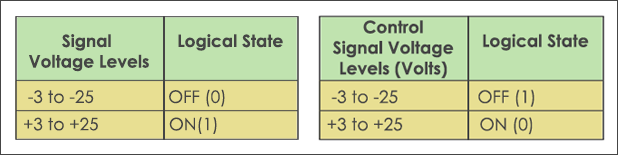 Signal
Voltage Levels
Logical State
-3 to -25
OFF (0)
+3 to +25
ON(1)
Control
Signal Voltage
Levels (Volts)
Logical State
-3 to -25
OFF (1)
+3 to +25
ON (0)